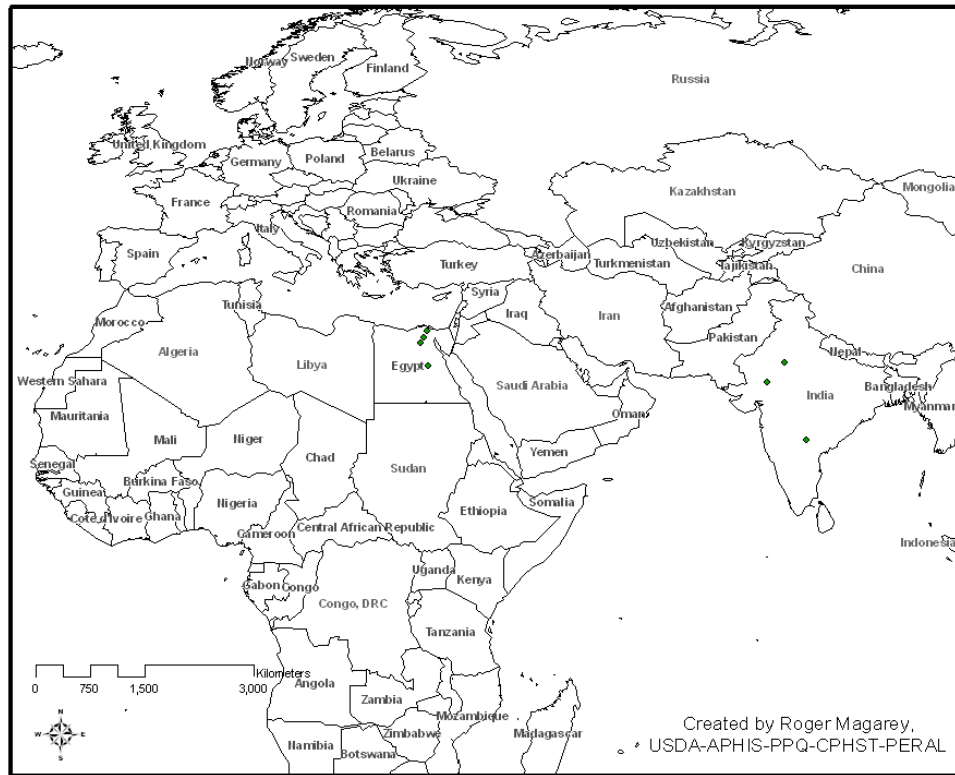 Norway
Sweden
Finland
Russia
United Kingdom
Germany
Poland
Belarus
Ukraine
Kazakhstan
Mongolia
France
Romania
Italy
Spain
Azerbaijan
Uzbekistan
Kyrgyzstan
Turkey
Turkmenistan
Tajikistan
China
Syria
Tunisia
Iraq
Iran
Afghanistan
Morocco
Pakistan
Algeria
Libya
Egypt
Nepal
Western Sahara
Saudi Arabia
India
Bangladesh
Mauritania
Oman
Myanmar
Mali
Niger
Chad
Sudan
Yemen
Senegal
Burkina Faso
Guinea
Nigeria
Ethiopia
Somalia
Cote d'Ivoire
Ghana
Cameroon
Central African Republic
Indonesia
Uganda
Kenya
Gabon
Congo
Congo, DRC
Tanzania
Kilometers
0 750 1,500 3,000
Angola
Zambia
Mozambique
Zimbabwe
Madagascar
Namibia
Botswana
N
W E
S
Created by Roger Magarey,
USDA-APHIS-PPQ-CPHST-PERAL